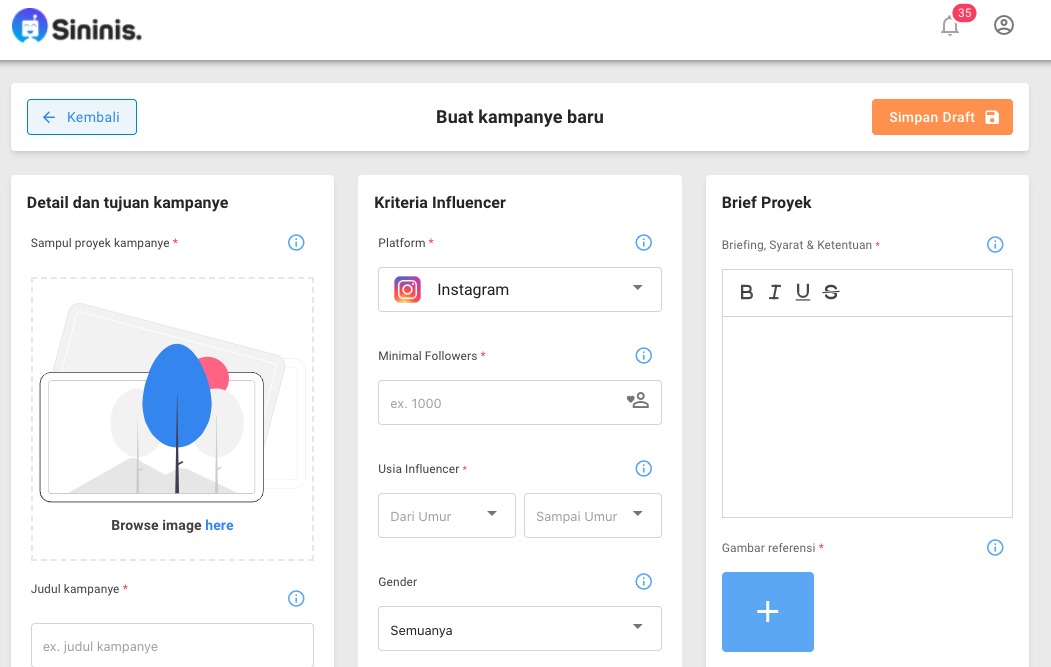 Sininis.
35
Kembali
Buat kampanye baru
Simpan Draft
Detail dan tujuan kampanye
Sampul proyek kampanye *
Browse image here
Judul kampanye *
ex. judul kampanye
Kriteria Influencer
Platform *
Instagram
Minimal Followers *
ex. 1000
Usia Influencer *
Dari Umur
Sampai Umur
Gender
Semuanya
Brief Proyek
Briefing, Syarat & Ketentuan *
B I U S
Gambar referensi *